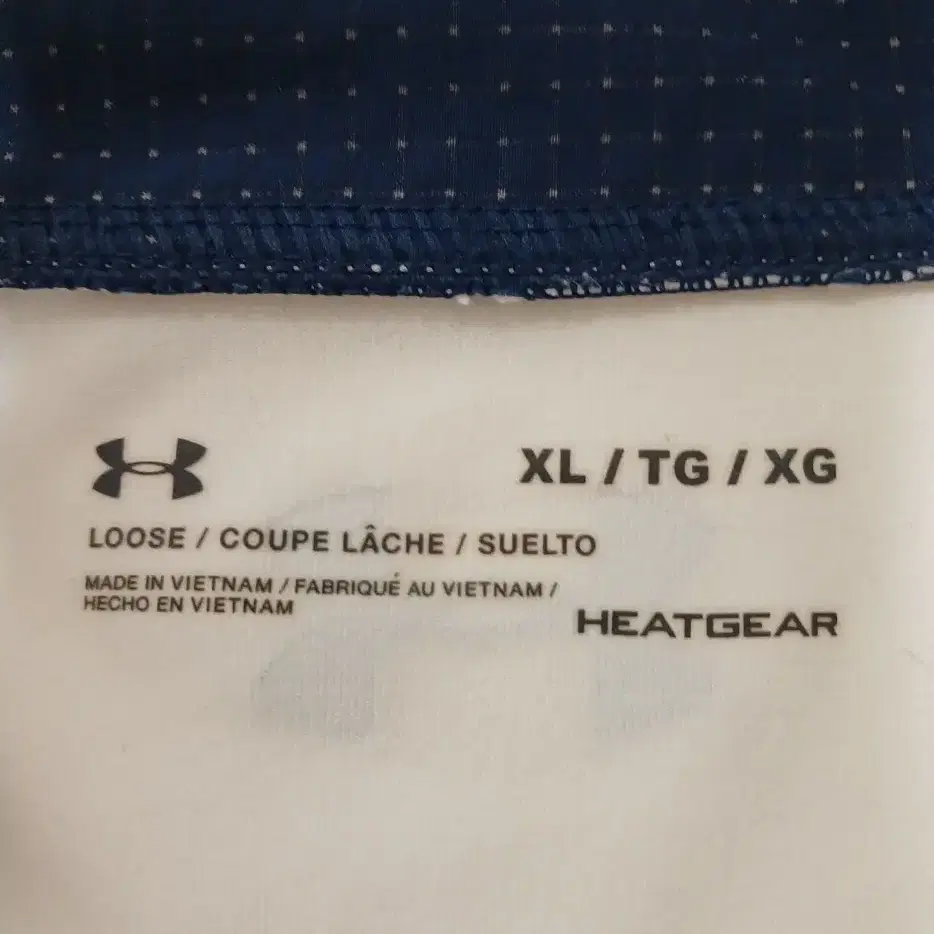 XL / TG / XG
LOOSE / COUPE LÂCHE / SUELTO
MADE IN VIETNAM / FABRIQUÉ AU VIETNAM /
HECHO EN VIETNAM
HEATGEAR